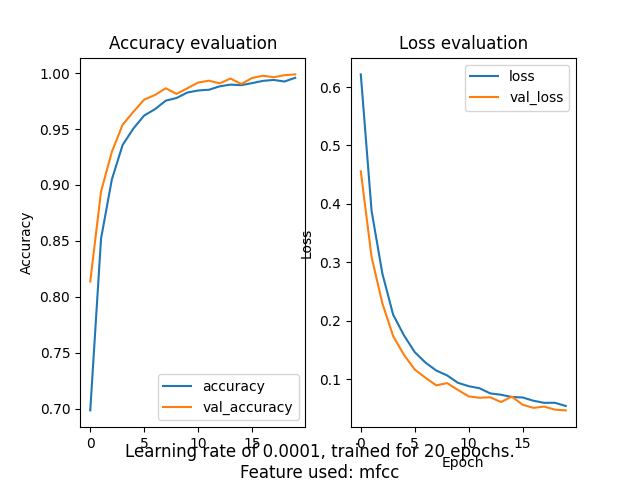 Accuracy evaluation
Loss evaluation
1.00
0.95
0.90
0.85
0.80
0.75
0.70
Accuracy
accuracy
val_accuracy
0 5 10 15
0.6
0.5
0.4
0.3
0.2
0.1
Loss
loss
val_loss
0 5 10 15
Epoch
Learning rate of 0.0001, trained for 20 epochs.
Feature used: mfcc